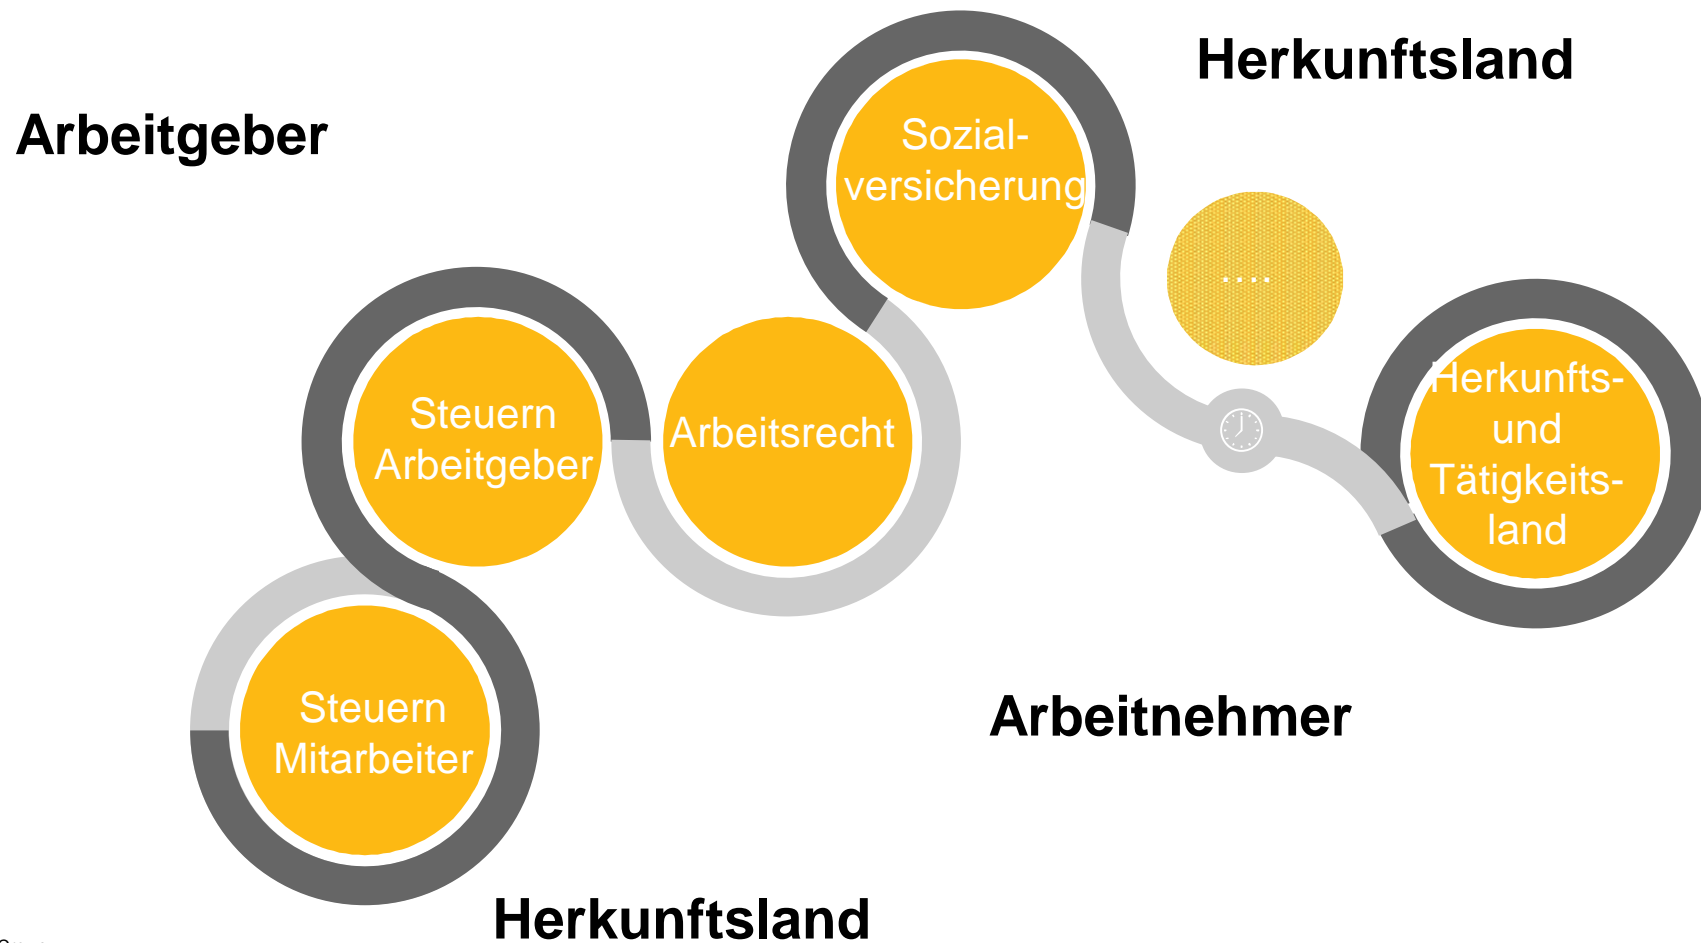 Herkunftsland
Arbeitgeber
Sozial-
versicherung
....
Steuern
Arbeitgeber
Arbeitsrecht
Herkunfts-
und
Tätigkeits-
land
Steuern
Mitarbeiter
Arbeitnehmer
Herkunftsland